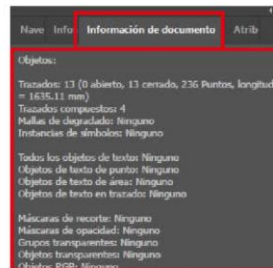 Nave Info Información de documento Atrib
Objetos:
Trazados: 13 (0 abierto, 13 cerrado, 236 Puntos, longitud
= 1635.11 mm)
Trazados compuestos: 4
Mallas de degradado: Ninguno
Instancias de símbolos: Ninguno
Todos los objetos de texto: Ninguno
Objetos de texto de punto: Ninguno
Objetos de texto de área: Ninguno
Objetos de texto en trazado: Ninguno
Máscaras de recorte: Ninguno
Máscaras de opacidad: Ninguno
Grupos transparentes: Ninguno
Objetos transparentes: Ninguno
Objetos RGB: Ninguno